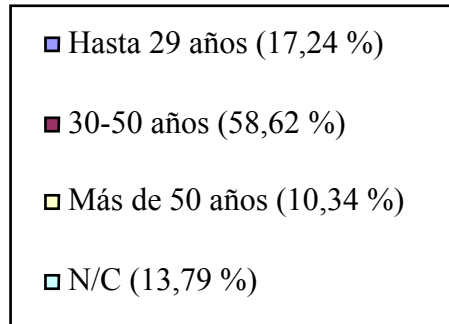 Hasta 29 años (17,24 %)
30-50 años (58,62 %)
Más de 50 años (10,34 %)
N/C (13,79 %)